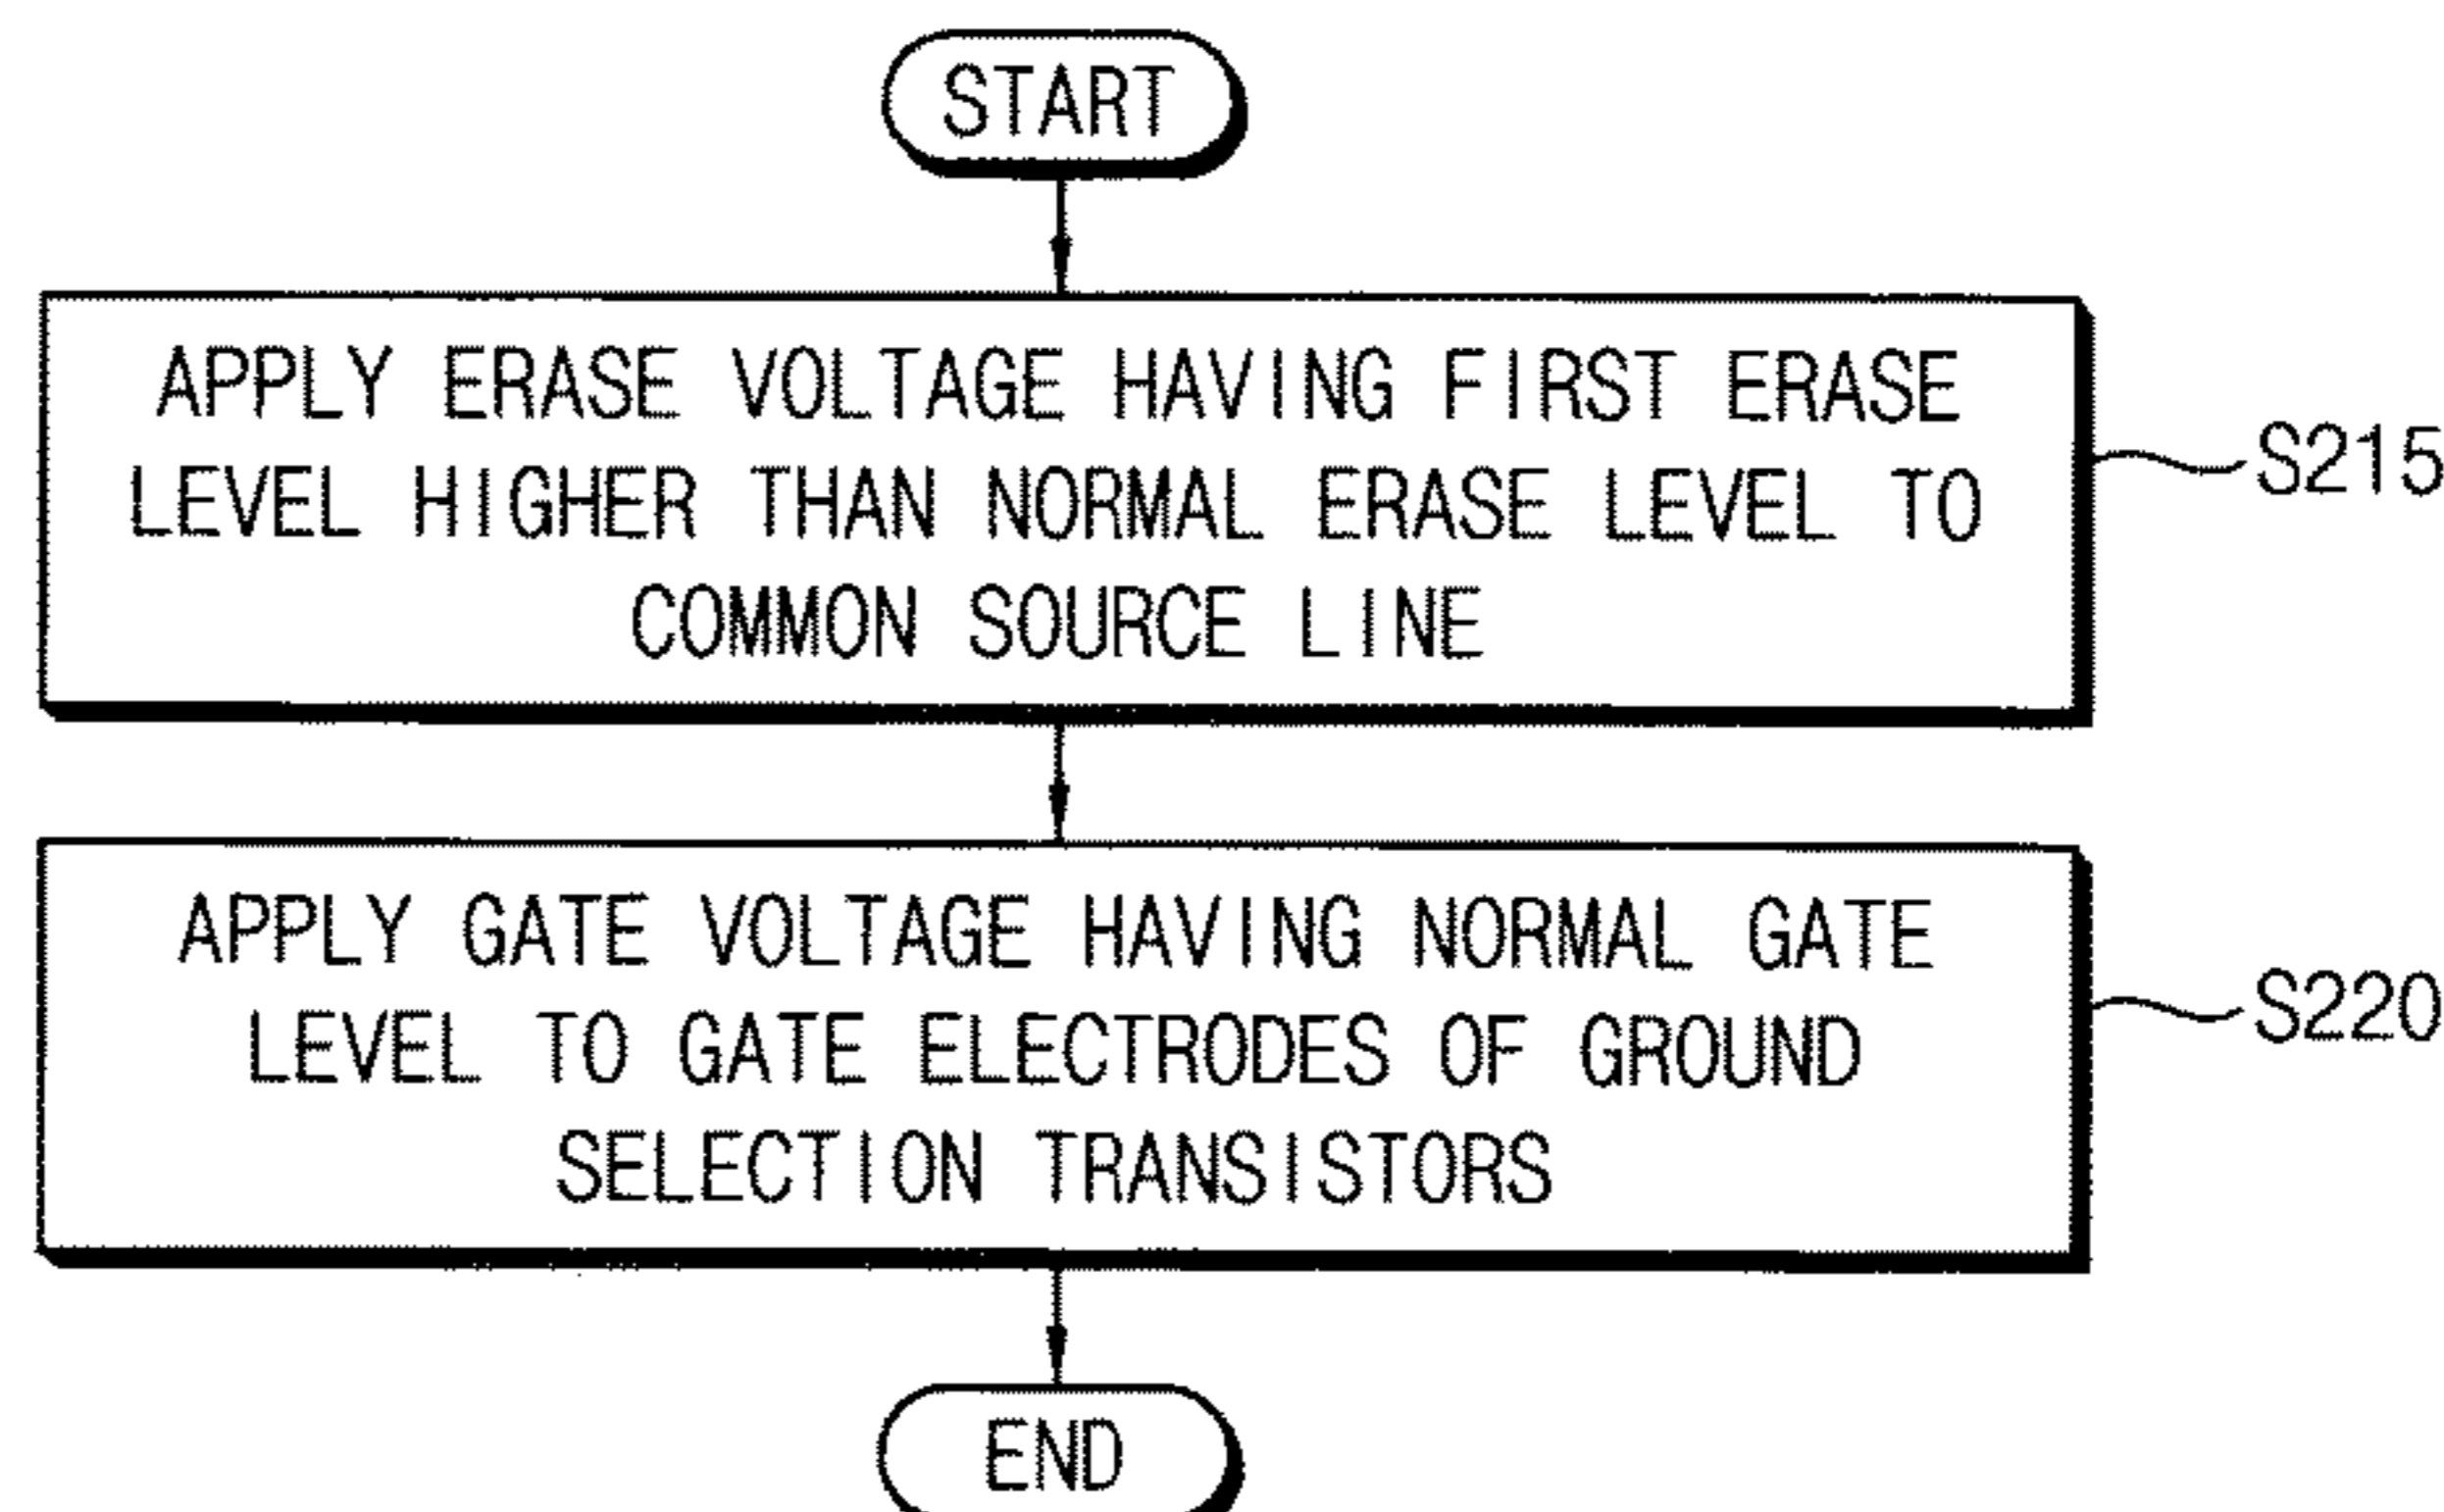 START
APPLY ERASE VOLTAGE HAVING FIRST ERASE
LEVEL HIGHER THAN NORMAL ERASE LEVEL TO
COMMON SOURCE LINE
S215
APPLY GATE VOLTAGE HAVING NORMAL GATE
LEVEL TO GATE ELECTRODES OF GROUND
SELECTION TRANSISTORS
S220
END